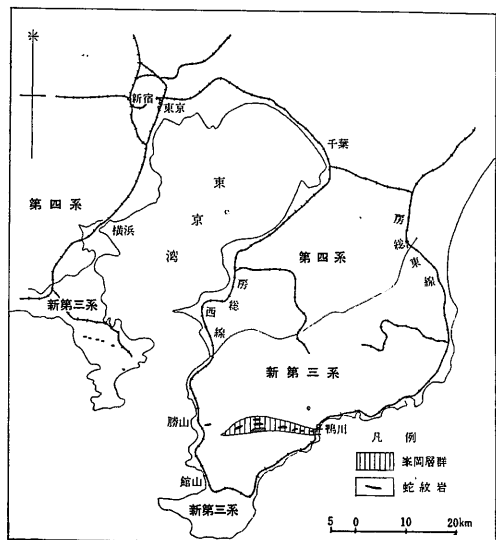 新宿
東京
千葉
東京湾
第四系
横浜
房総東線
第四系
新第三系
房総西線
新第三系
勝山
鴨川
凡例
峯岡層群
蛇紋岩
館山
新第三系
5 0 10 20km